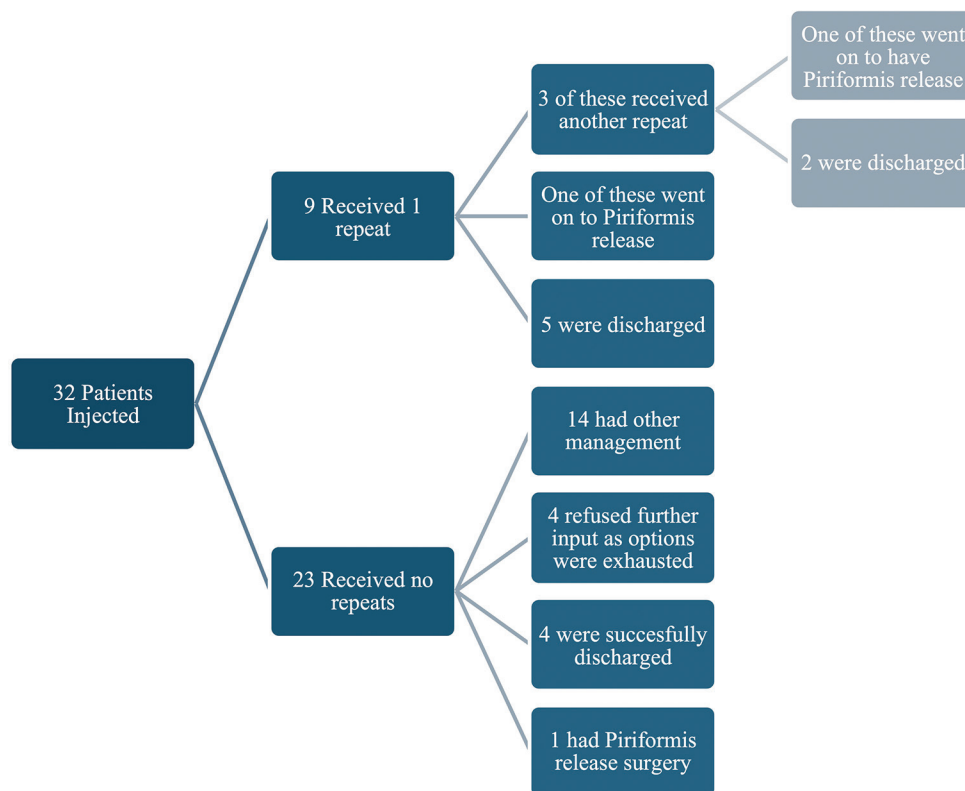 32 Patients
Injected
9 Received 1
repeat
3 of these received
another repeat
One of these went
on to have
Piriformis release
2 were discharged
One of these went
on to Piriformis
release
5 were discharged
23 Received no
repeats
14 had other
management
4 refused further
input as options
were exhausted
4 were succesfully
discharged
1 had Piriformis
release surgery